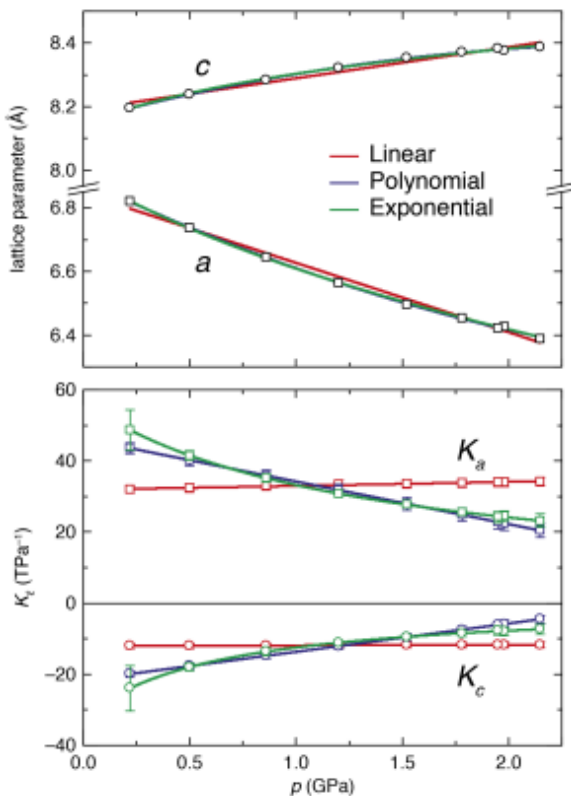 8.4
c
8.2
8.0
Linear
Polynomial
Exponential
lattice parameter (Å)
6.8
a
6.6
6.4
60
40
Kₐ
20
Kℓ (TPa⁻¹)
0
−20
K꜀
−40
0.0 0.5 1.0 1.5 2.0
p (GPa)